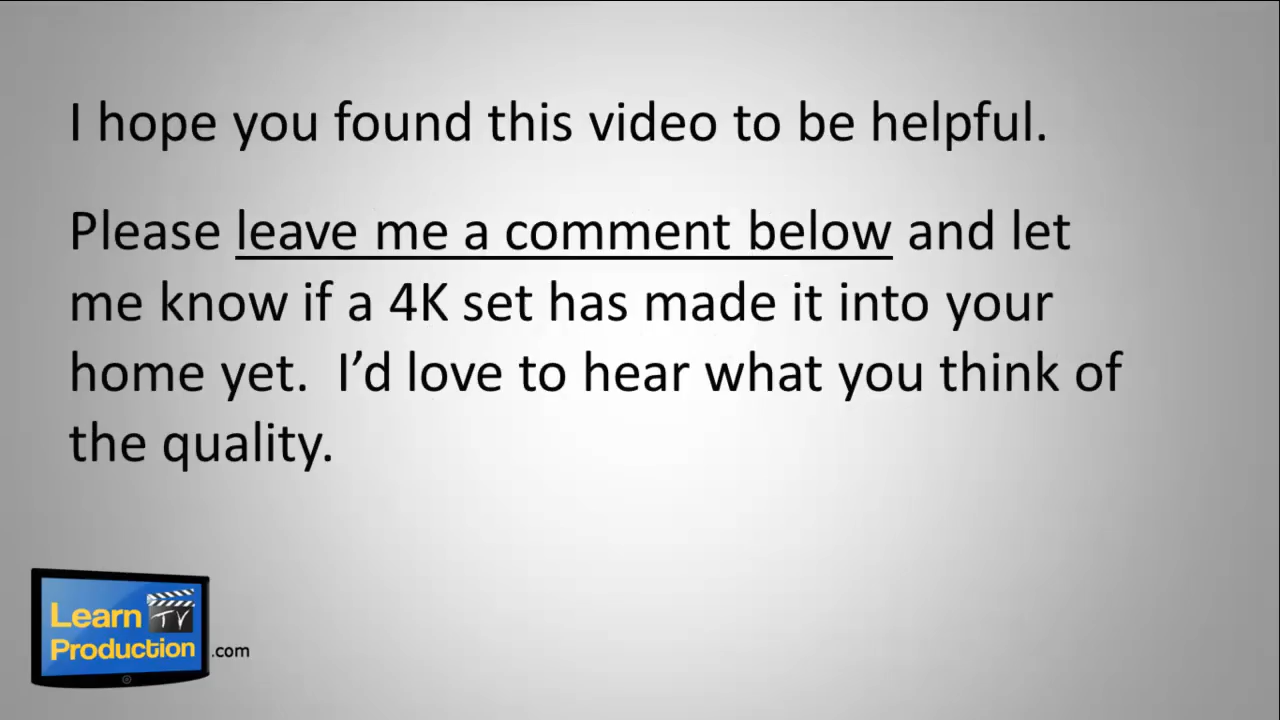 I hope you found this video to be helpful.
Please leave me a comment below and let
me know if a 4K set has made it into your
home yet.  I’d love to hear what you think of
the quality.
Learn TV
Production .com